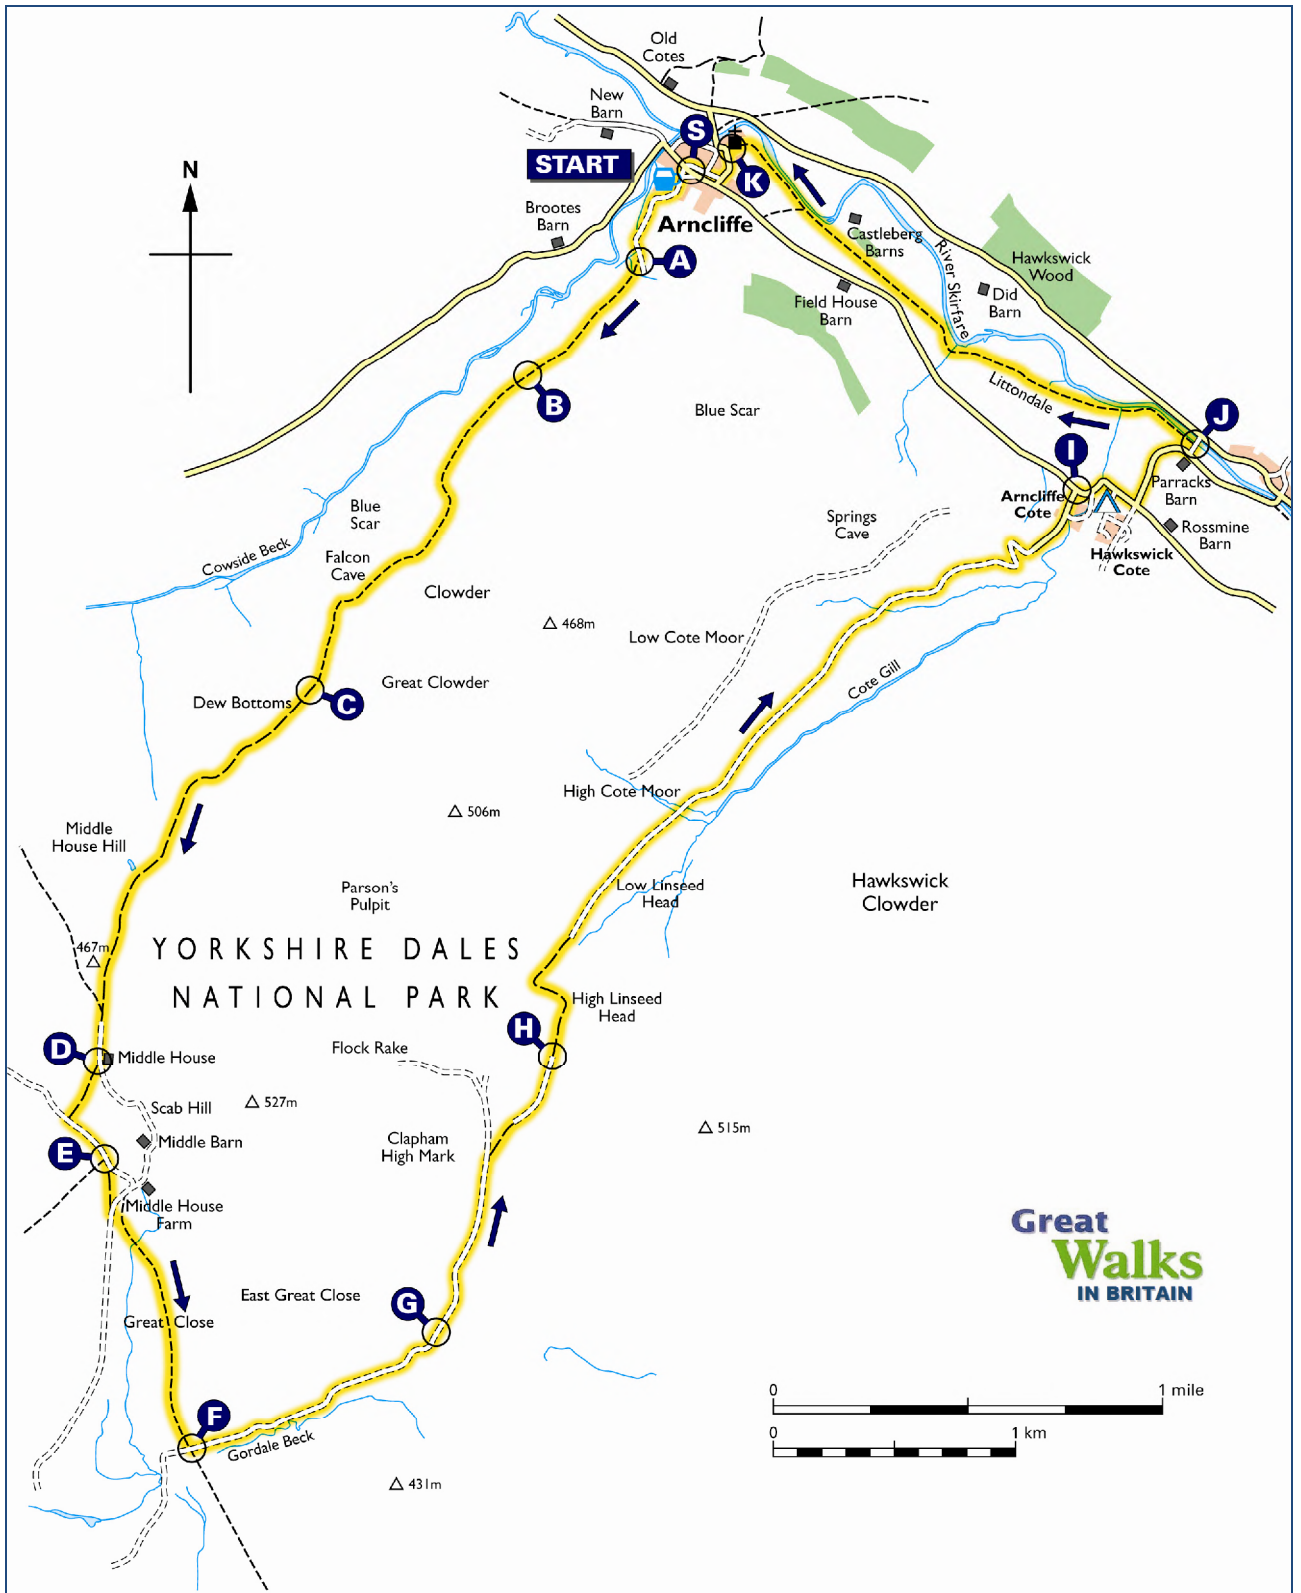 Old
Cotes
New
Barn
S
START
K
N
Brootes
Barn
Arncliffe
A
Castleberg
Barns
River Skirfare
Hawkswick
Wood
Did
Barn
Field House
Barn
B
Blue Scar
Littondale
J
I
Arncliffe
Cote
Parracks
Barn
Rossmine
Barn
Hawkswick
Cote
Blue
Scar
Springs
Cave
Cowside Beck
Falcon
Cave
Clowder
468m
Low Cote Moor
Great Clowder
Cote Gill
Dew Bottoms
C
High Cote Moor
506m
Middle
House Hill
Parson's
Pulpit
Low Linseed
Head
Hawkswick
Clowder
467m
YORKSHIRE DALES
NATIONAL PARK
High Linseed
Head
H
D
Middle House
Flock Rake
Scab Hill
527m
515m
Middle Barn
E
Clapham
High Mark
Middle House
Farm
Great
Walks
IN BRITAIN
East Great Close
G
Great Close
F
Gordale Beck
431m
0
1 mile
0
1 km